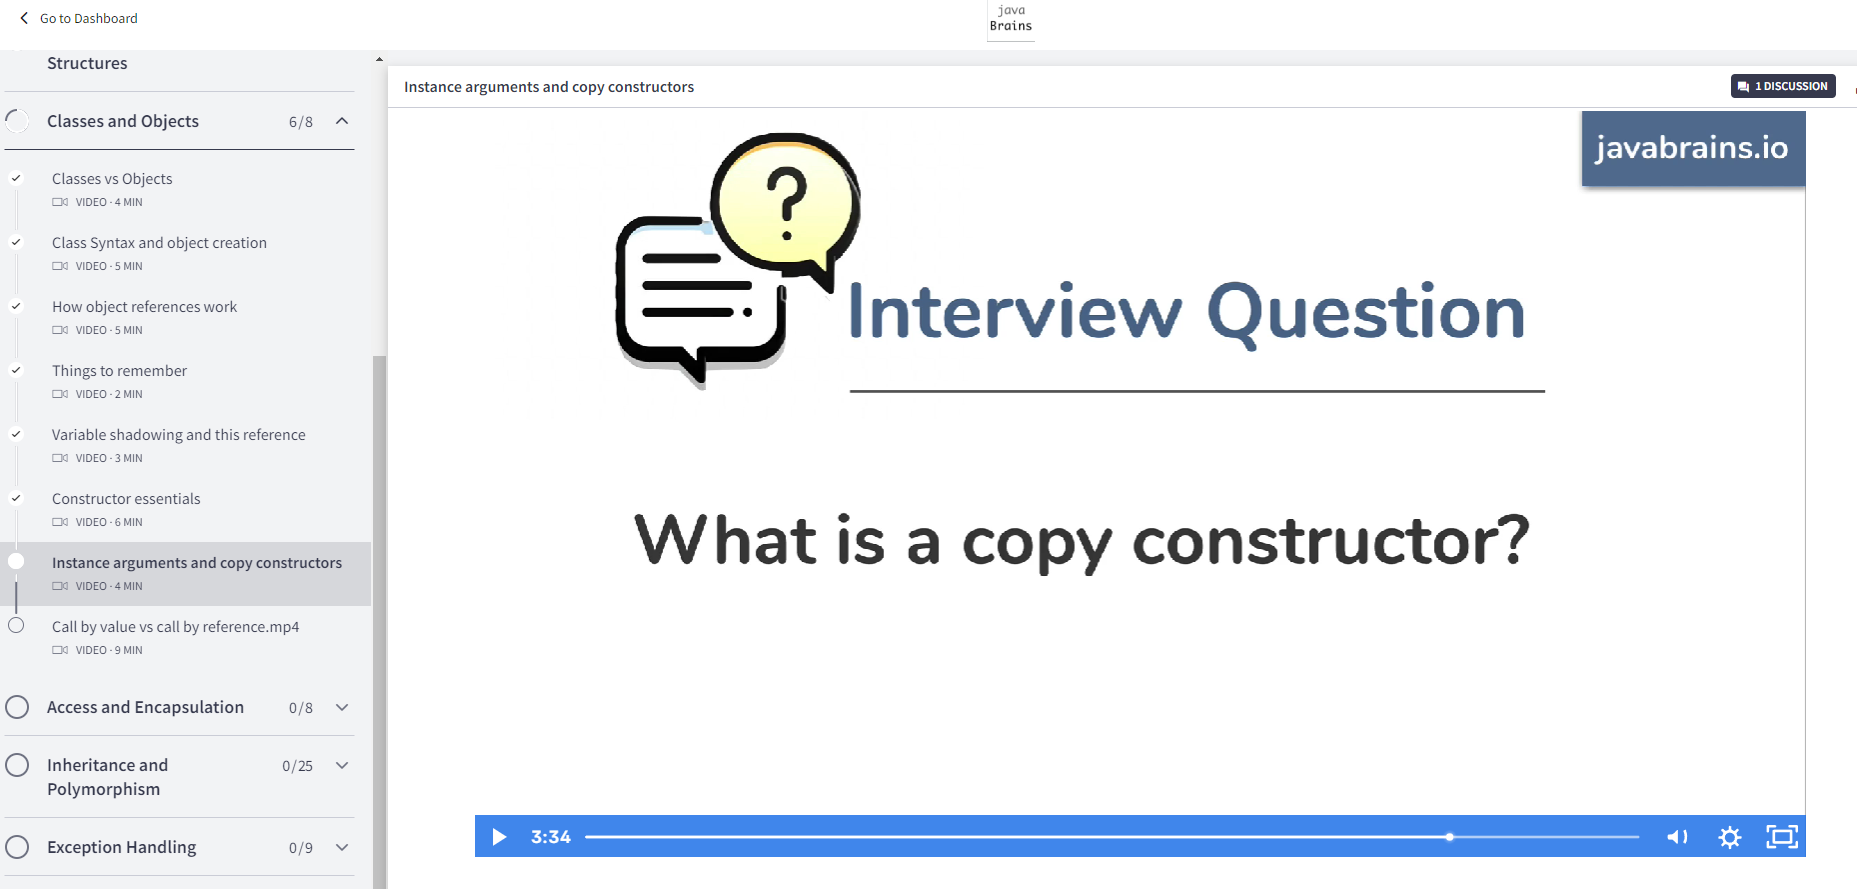 Go to Dashboard
java
Brains
Structures
Classes and Objects 6/8
Classes vs Objects
VIDEO · 4 MIN
Class Syntax and object creation
VIDEO · 5 MIN
How object references work
VIDEO · 5 MIN
Things to remember
VIDEO · 2 MIN
Variable shadowing and this reference
VIDEO · 3 MIN
Constructor essentials
VIDEO · 6 MIN
Instance arguments and copy constructors
VIDEO · 4 MIN
Call by value vs call by reference.mp4
VIDEO · 9 MIN
Access and Encapsulation 0/8
Inheritance and 0/25
Polymorphism
Exception Handling 0/9
Instance arguments and copy constructors
1 DISCUSSION
javabrains.io
?
Interview Question
What is a copy constructor?
3:34